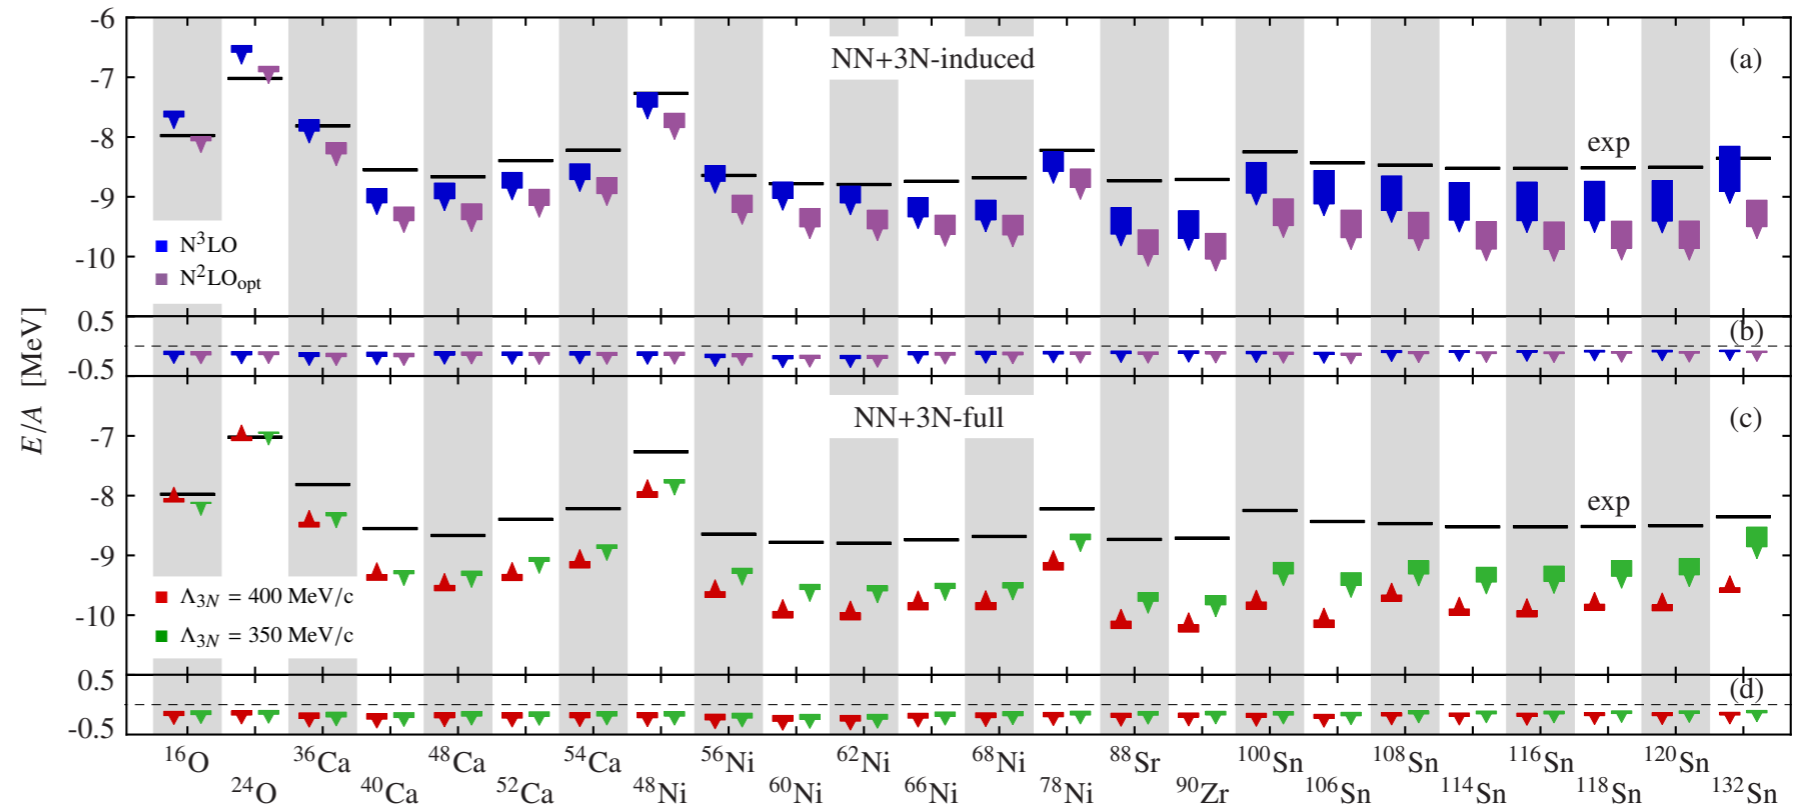 -6
NN+3N-induced
(a)
-7
-8
exp
-9
N³LO
-10
N²LOopt
0.5
(b)
-0.5
E/A [MeV]
NN+3N-full
(c)
-7
-8
exp
-9
Λ3N = 400 MeV/c
-10
Λ3N = 350 MeV/c
0.5
(d)
-0.5
¹⁶O ³⁶Ca ⁴⁸Ca ⁵⁴Ca ⁵⁶Ni ⁶²Ni ⁶⁸Ni ⁸⁸Sr ¹⁰⁰Sn ¹⁰⁸Sn ¹¹⁶Sn ¹²⁰Sn
²⁴O ⁴⁰Ca ⁵²Ca ⁴⁸Ni ⁶⁰Ni ⁶⁶Ni ⁷⁸Ni ⁹⁰Zr ¹⁰⁶Sn ¹¹⁴Sn ¹¹⁸Sn ¹³²Sn